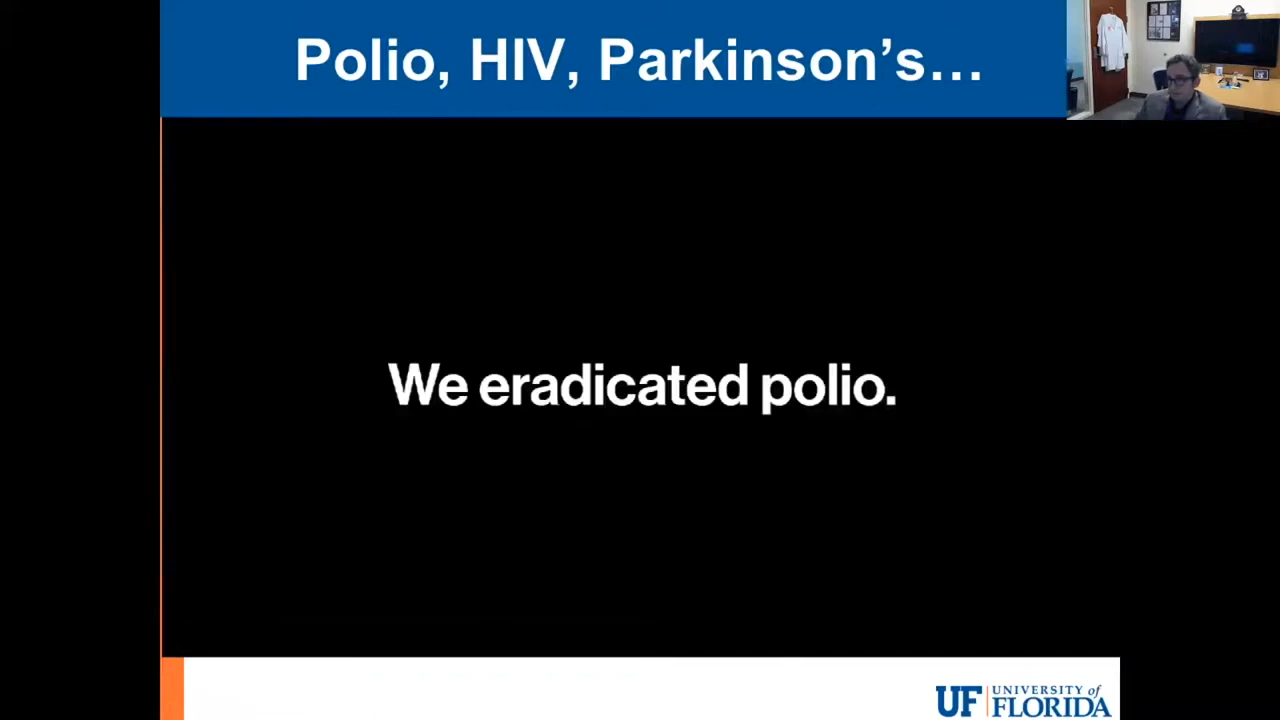 Polio, HIV, Parkinson's…
We eradicated polio.
UF UNIVERSITY of
FLORIDA